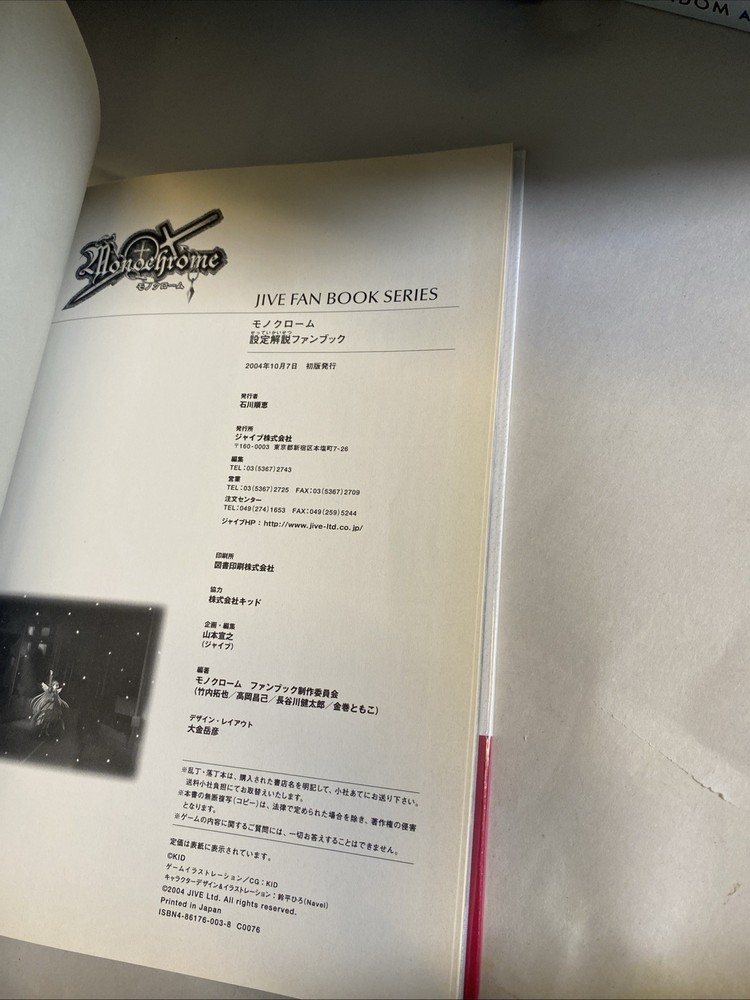 DOM A
Monochrome
モノクローム
JIVE FAN BOOK SERIES
モノクローム
せっていかいせつ
設定解説ファンブック
2004年10月7日 初版発行
発行者
石川順恵
発行所
ジャイブ株式会社
〒160-0003 東京都新宿区本塩町7-26
編集
TEL:03(5367)2743
営業
TEL:03(5367)2725 FAX:03(5367)2709
注文センター
TEL:049(274)1653 FAX:049(259)5244
ジャイブHP:http://www.jive-ltd.co.jp/
印刷所
図書印刷株式会社
協力
株式会社キッド
企画・編集
山本宣之
(ジャイブ)
編著
モノクローム ファンブック制作委員会
(竹内拓也/高岡昌己/長谷川健太郎/金巻ともこ)
デザイン・レイアウト
大金岳彦
※乱丁・落丁本は、購入された書店名を明記して、小社あてにお送り下さい。
送料小社負担にてお取替えいたします。
※本書の無断複写(コピー)は、法律で定められた場合を除き、著作権の侵害
となります。
※ゲームの内容に関するご質問には、一切お答えすることはできません。
定価は表紙に表示されています。
©KID
ゲームイラストレーション/CG:KID
キャラクターデザイン&イラストレーション:鈴平ひろ(Navel)
©2004 JIVE Ltd. All rights reserved.
Printed in Japan
ISBN4-86176-003-8 C0076